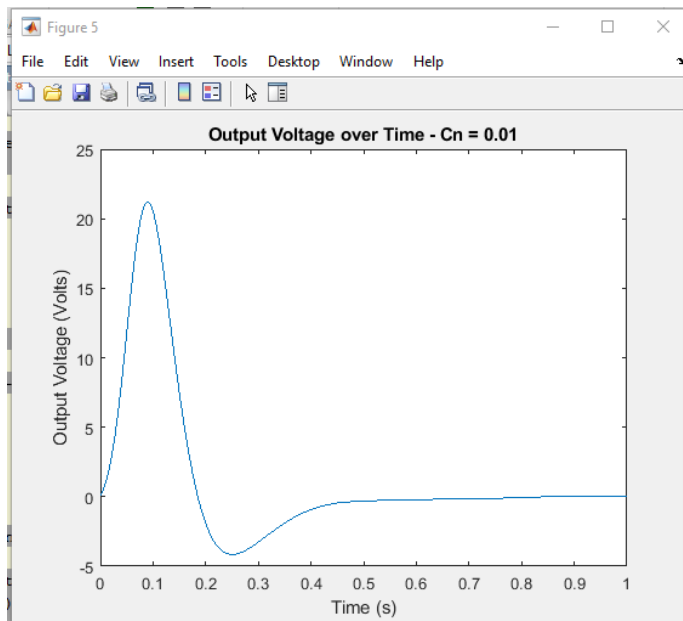 Figure 5
File Edit View Insert Tools Desktop Window Help
Output Voltage over Time - Cn = 0.01
25
20
15
10
5
0
-5
Output Voltage (Volts)
0 0.1 0.2 0.3 0.4 0.5 0.6 0.7 0.8 0.9 1
Time (s)